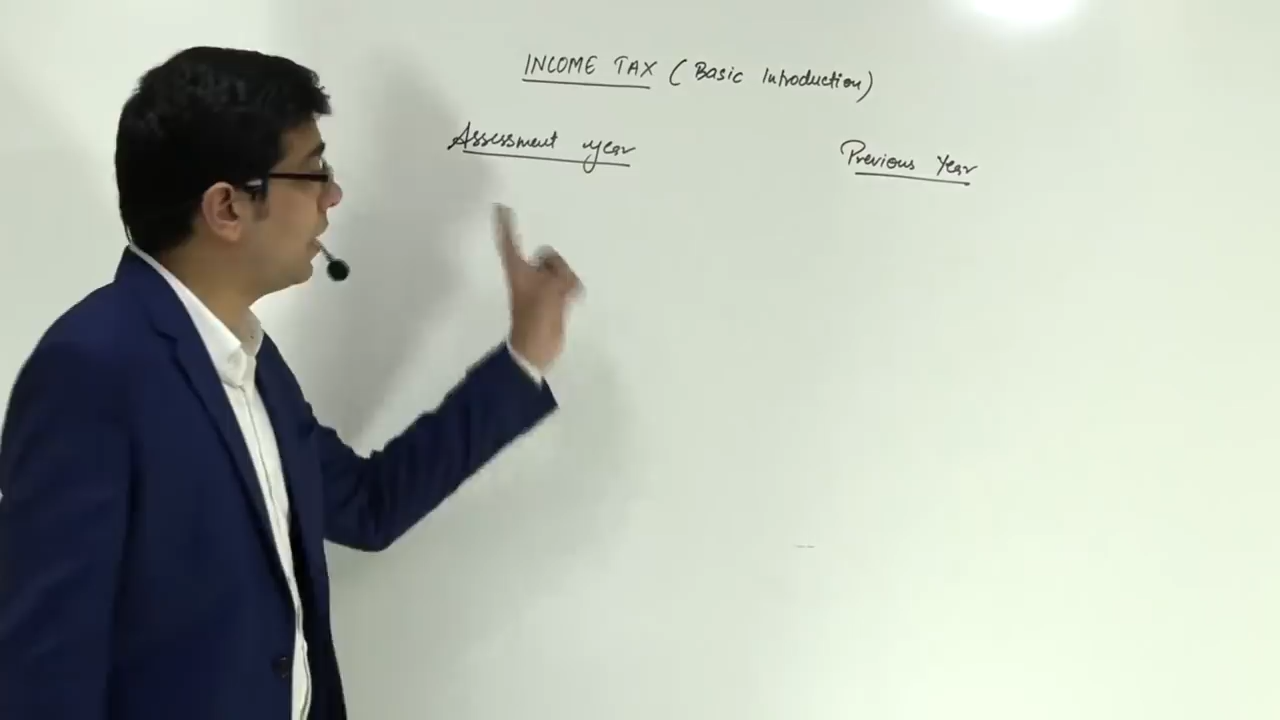 INCOME TAX (Basic Introduction)
Assessment year
Previous Year